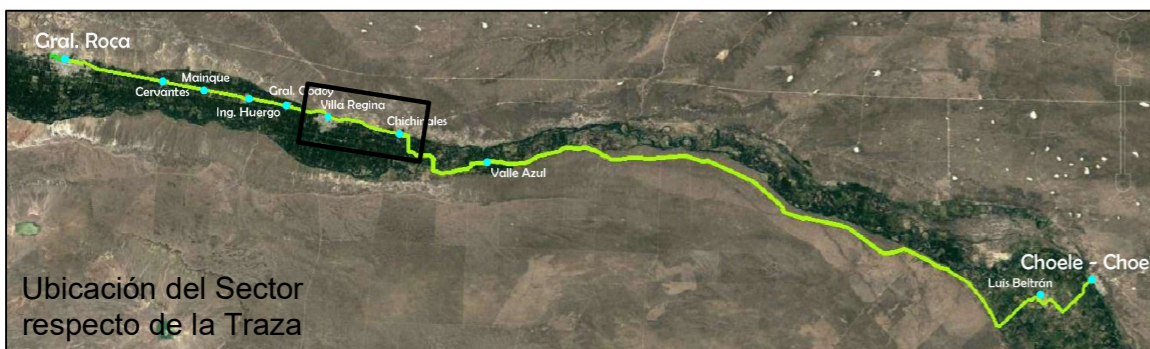 Gral. Roca
Mainque
Cervantes
Gral. Godoy
Ing. Huergo
Villa Regina
Chichinales
Valle Azul
Choele - Choel
Luis Beltrán
Ubicación del Sector
respecto de la Traza